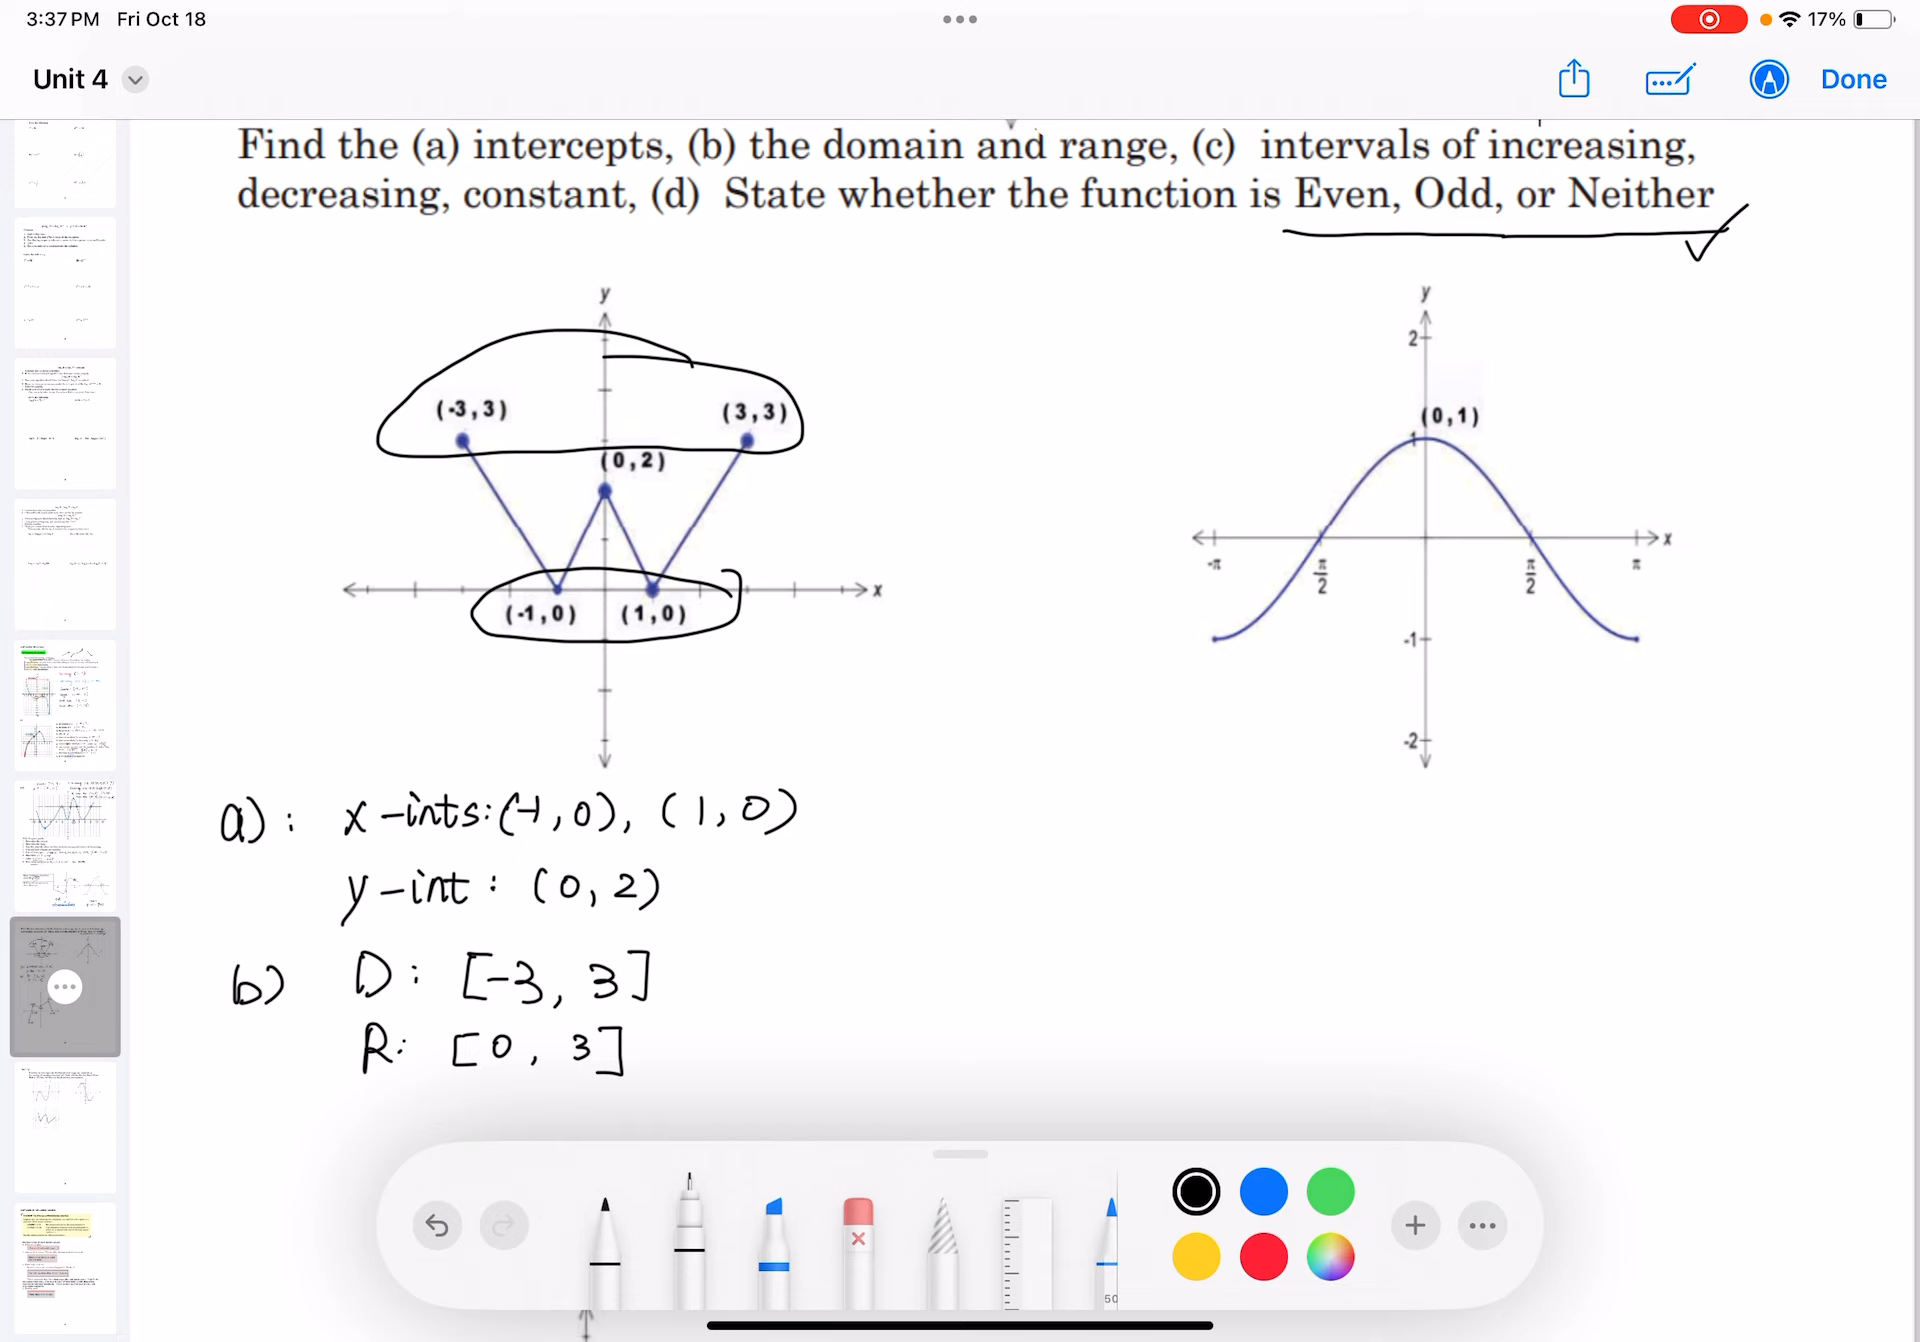 3:37 PM Fri Oct 18
17%
Unit 4
Done
Find the (a) intercepts, (b) the domain and range, (c) intervals of increasing,
decreasing, constant, (d) State whether the function is Even, Odd, or Neither
y
(-3,3)
(3,3)
(0,2)
x
(-1,0)
(1,0)
y
2
(0,1)
1
x
-π
π/2
π/2
π
-1
-2
a): x-ints: (-1,0), (1,0)
y-int: (0,2)
b) D: [-3, 3]
R: [0, 3]
50